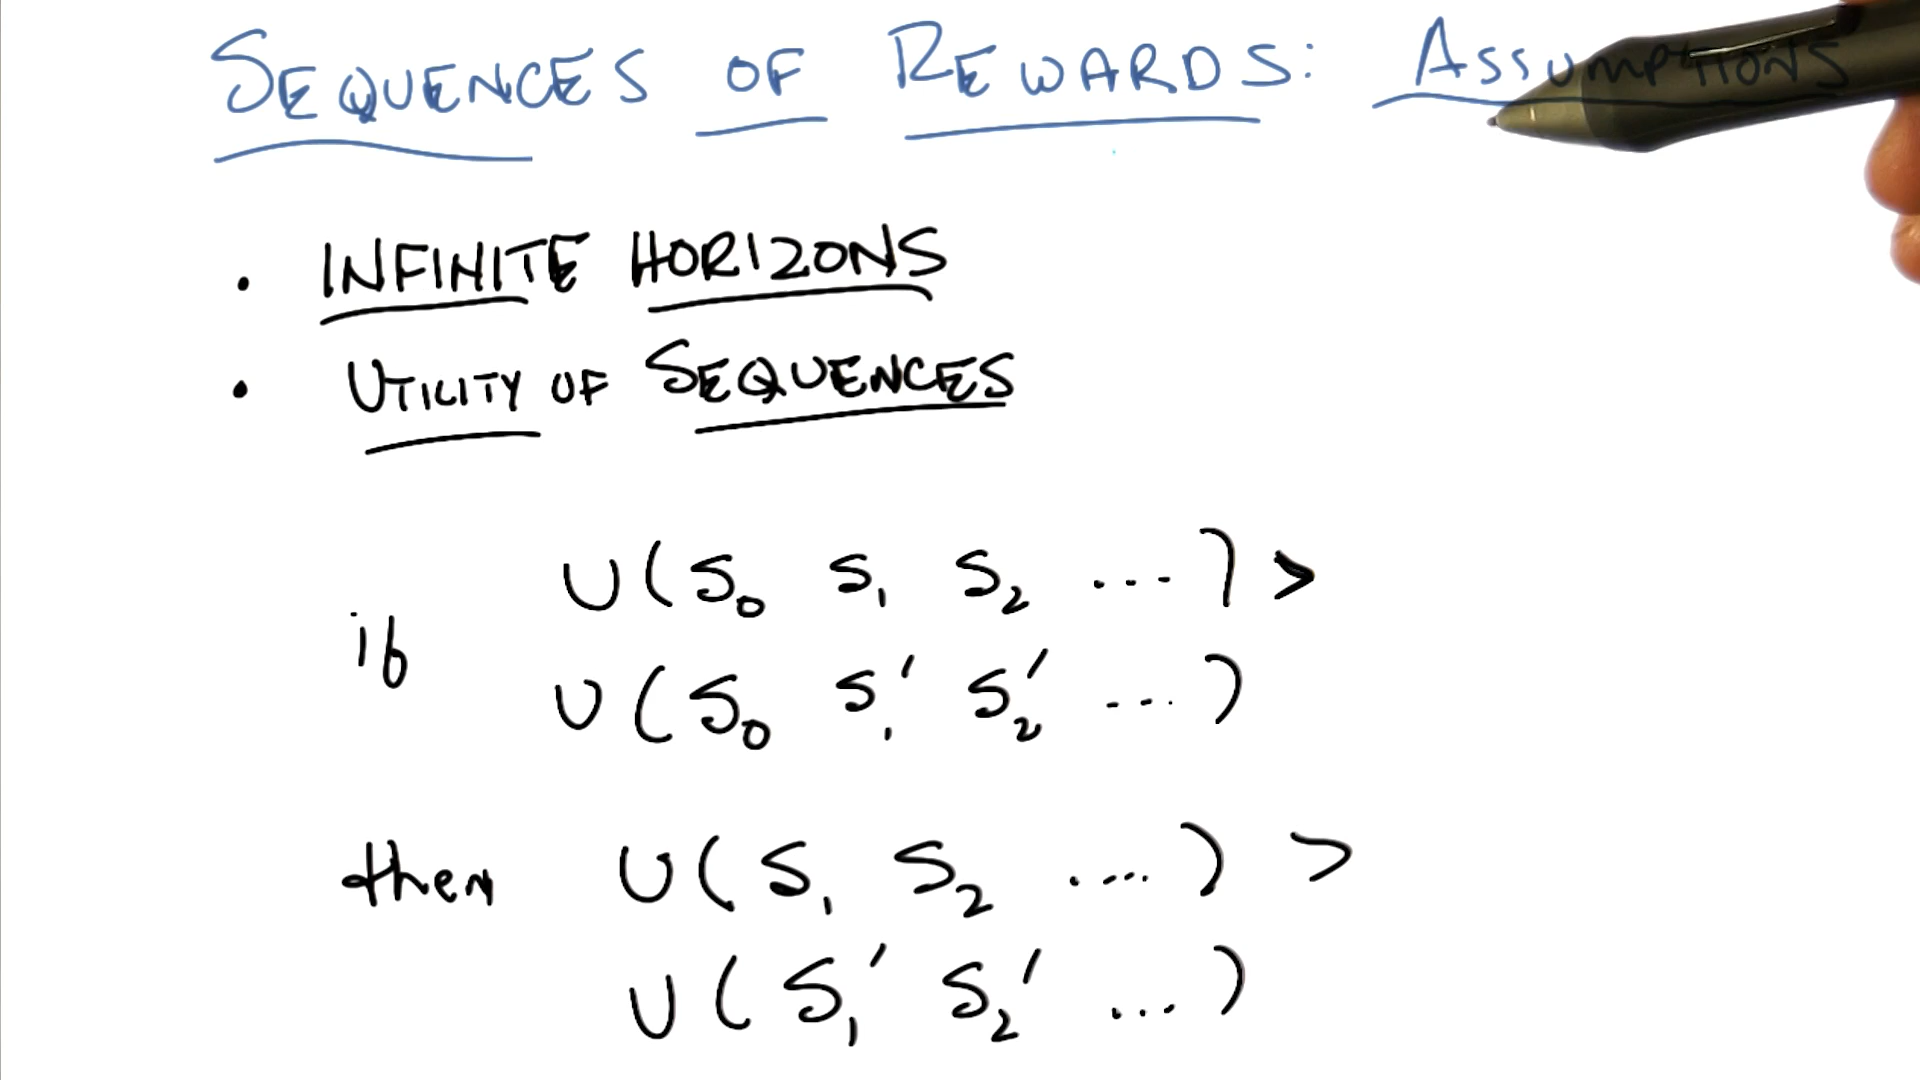 SEQUENCES OF REWARDS: ASSUMPTIONS
• INFINITE HORIZONS
• UTILITY OF SEQUENCES
U(S₀ S₁ S₂ ....) >
if
U(S₀ S₁' S₂' ...)
then U(S₁ S₂ ....) >
U(S₁' S₂' ...)